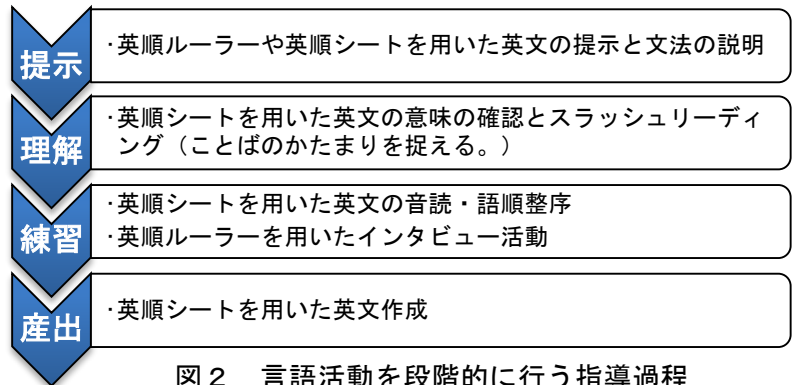 提示
･英順ルーラーや英順シートを用いた英文の提示と文法の説明
理解
･英順シートを用いた英文の意味の確認とスラッシュリーディ
ング（ことばのかたまりを捉える。）
練習
･英順シートを用いた英文の音読・語順整序
･英順ルーラーを用いたインタビュー活動
産出
･英順シートを用いた英文作成
図２　言語活動を段階的に行う指導過程